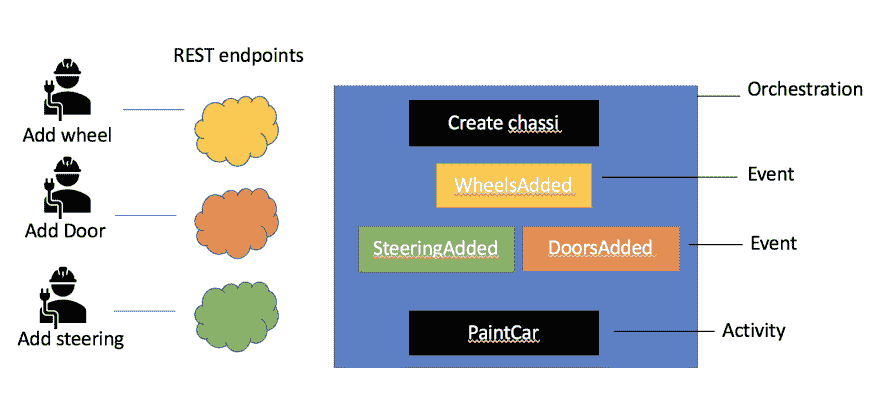 REST endpoints
Add wheel
Add Door
Add steering
Orchestration
Create chassi
WheelsAdded
Event
SteeringAdded
DoorsAdded
Event
PaintCar
Activity